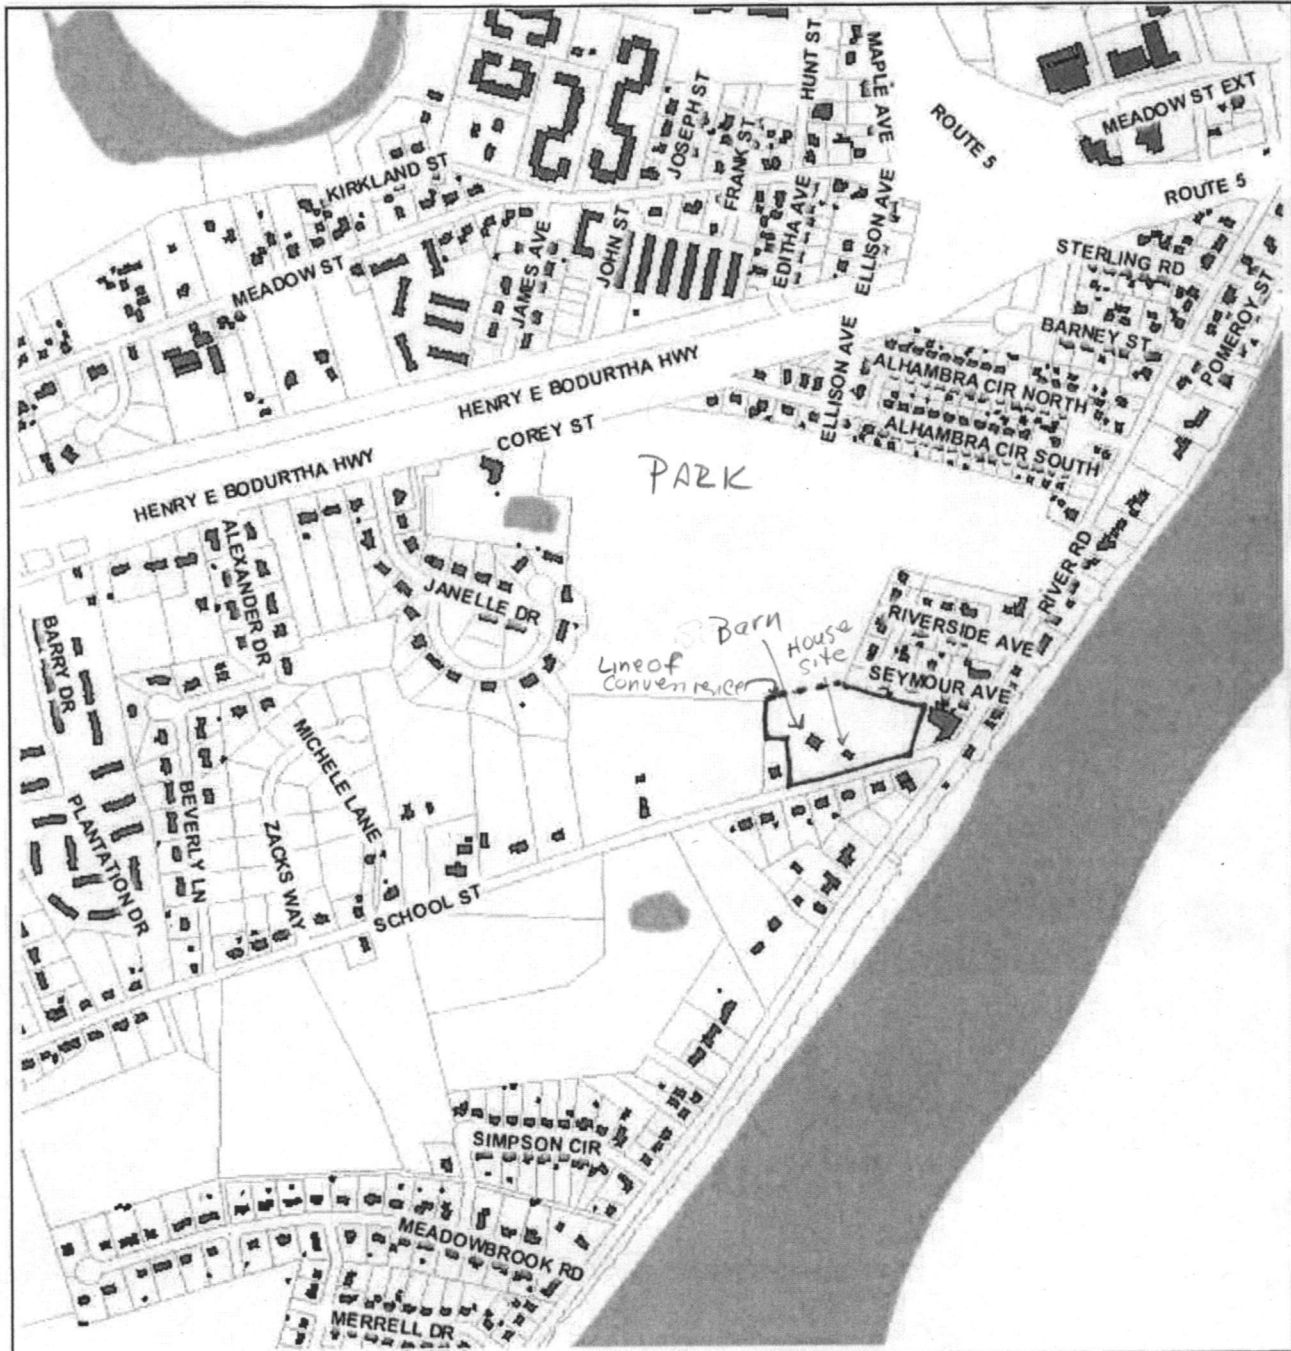 HUNT ST
MAPLE AVE
JOSEPH ST
FRANK ST
ROUTE 5
MEADOW ST EXT
KIRKLAND ST
ROUTE 5
EDITHA AVE
ELLISON AVE
JOHN ST
JAMES AVE
MEADOW ST
STERLING RD
POMEROY ST
BARNEY ST
HENRY E BODURTHA HWY
ELLISON AVE
ALHAMBRA CIR NORTH
COREY ST
ALHAMBRA CIR SOUTH
HENRY E BODURTHA HWY
PARK
ALEXANDER DR
JANELLE DR
RIVER RD
RIVERSIDE AVE
BARRY DR
Barn
House
site
Line of
convenience
SEYMOUR AVE
MICHELE LANE
PLANTATION DR
BEVERLY LN
ZACKS WAY
SCHOOL ST
SIMPSON CIR
MEADOWBROOK RD
MERRELL DR